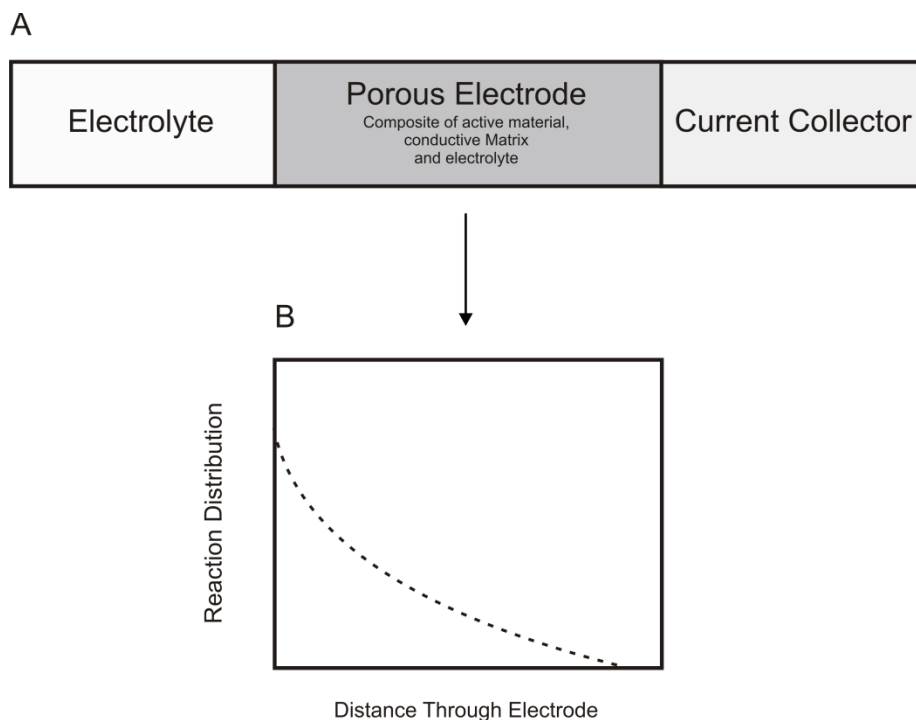 A
Electrolyte
Porous Electrode
Composite of active material,
conductive Matrix
and electrolyte
Current Collector
B
Reaction Distribution
Distance Through Electrode